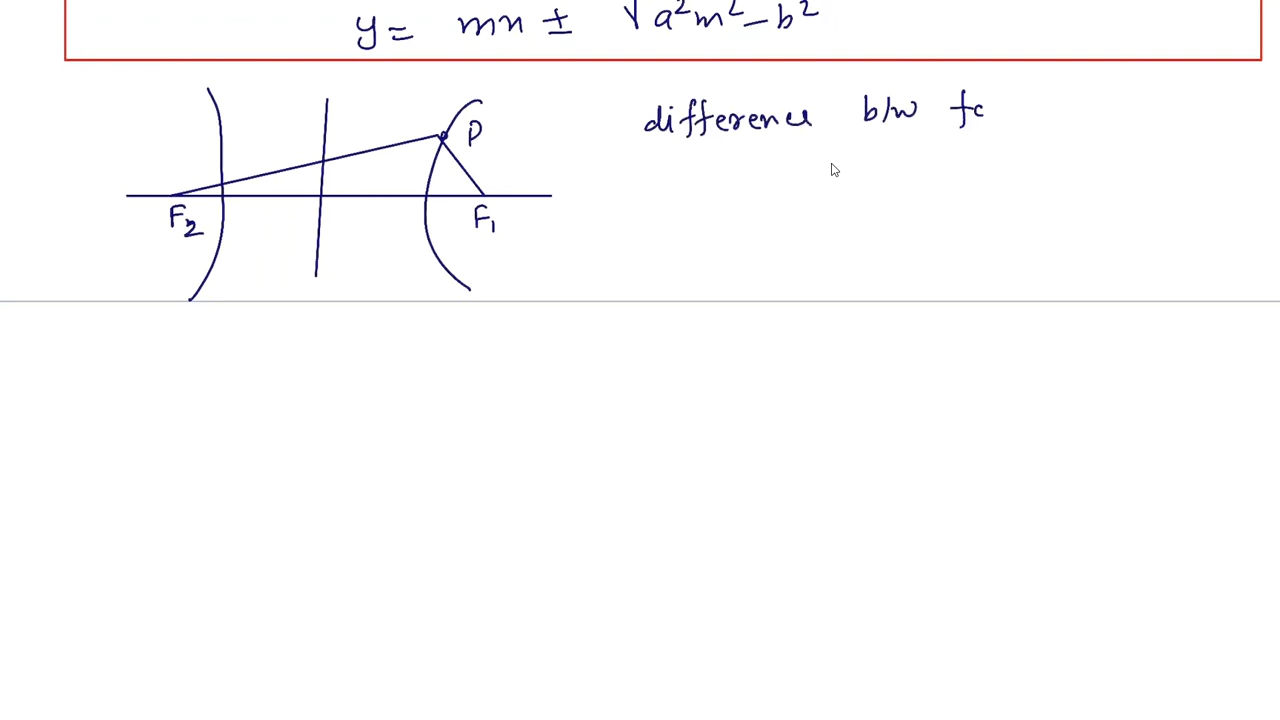 y = mx ± √a²m² – b²
difference b/w fc
P
F₂ F₁